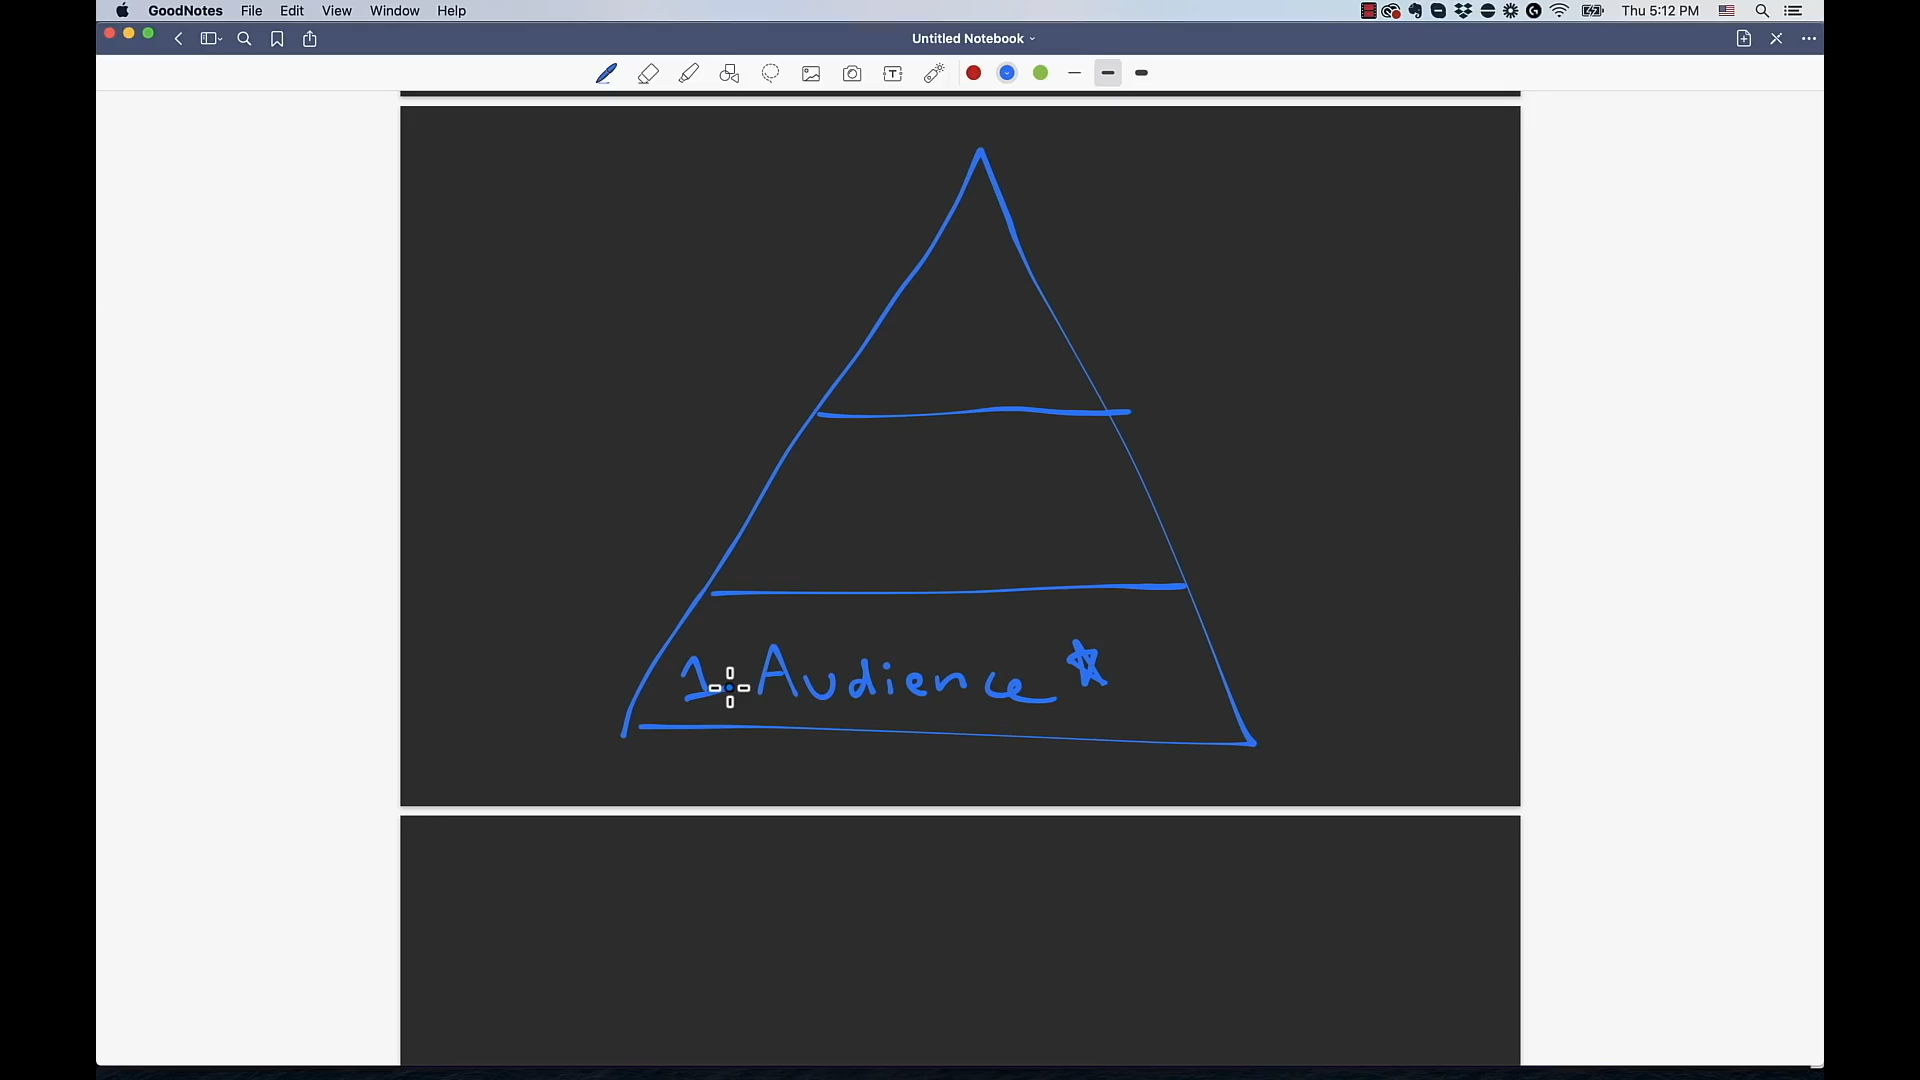 GoodNotes File Edit View Window Help Thu 5:12 PM
Untitled Notebook
1. Audience